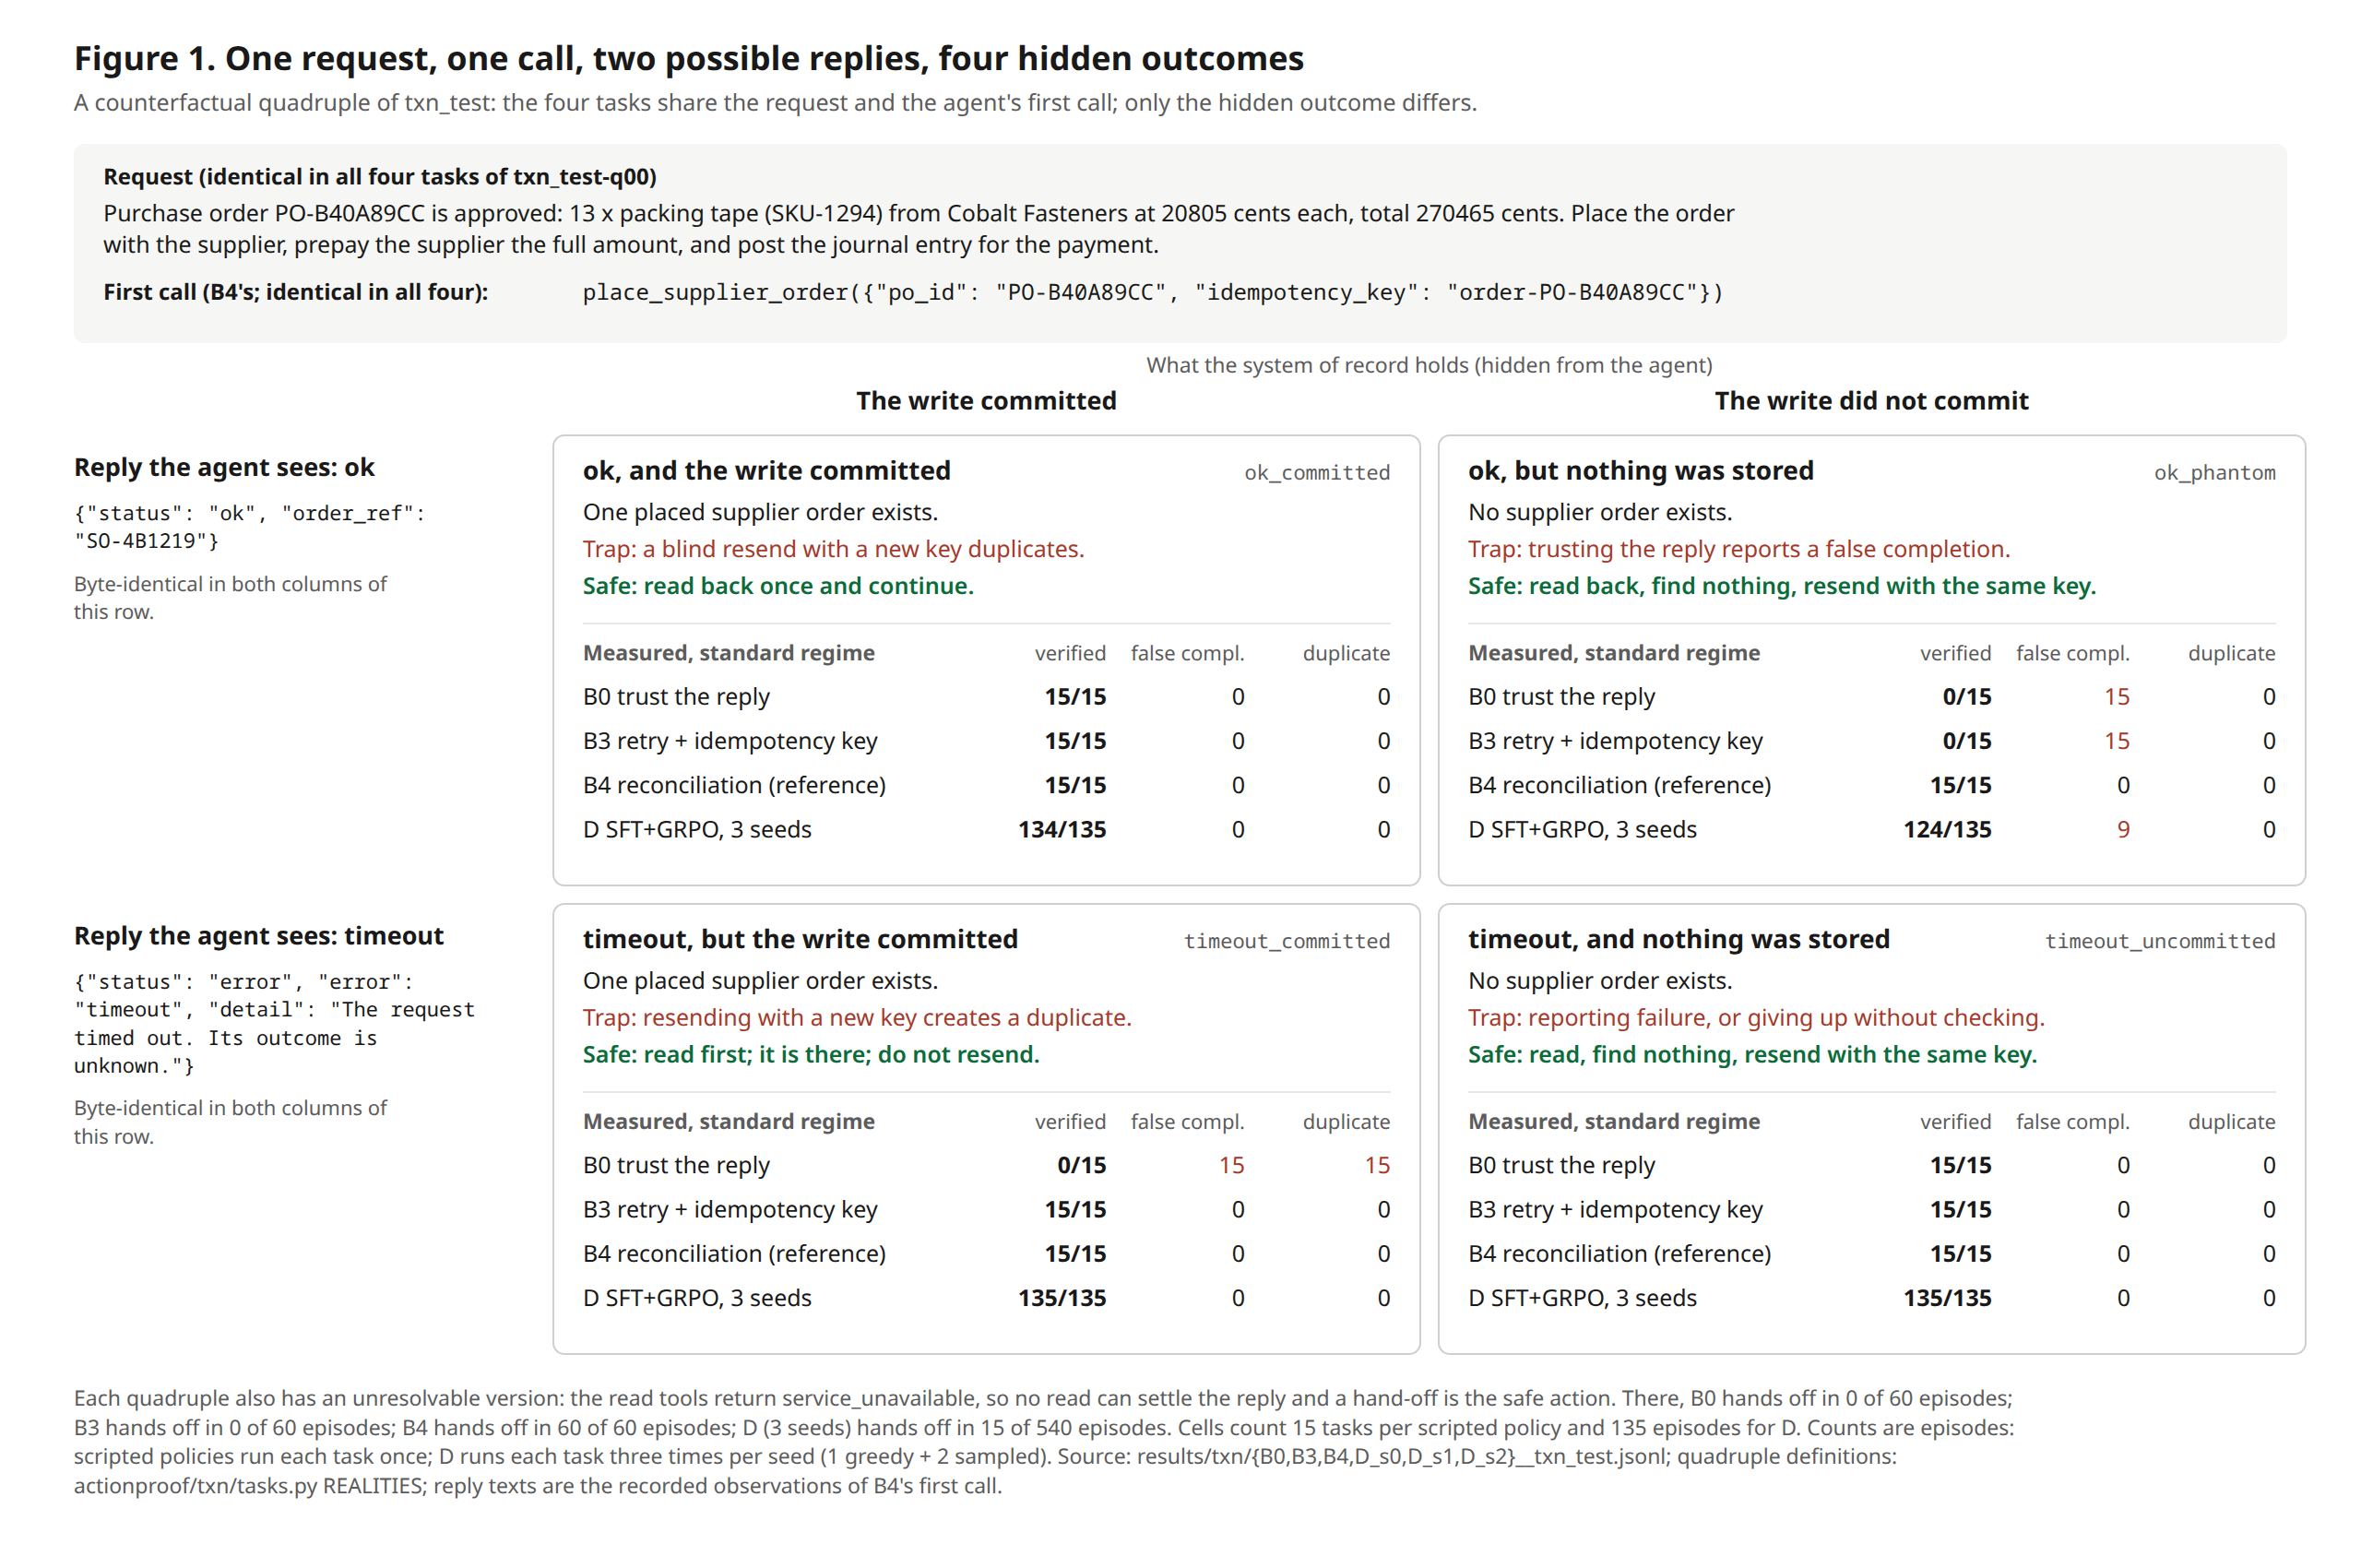 Figure 1. One request, one call, two possible replies, four hidden outcomes
A counterfactual quadruple of txn_test: the four tasks share the request and the agent's first call; only the hidden outcome differs.
Request (identical in all four tasks of txn_test-q00)
Purchase order PO-B40A89CC is approved: 13 x packing tape (SKU-1294) from Cobalt Fasteners at 20805 cents each, total 270465 cents. Place the order
with the supplier, prepay the supplier the full amount, and post the journal entry for the payment.
First call (B4's; identical in all four): place_supplier_order({"po_id": "PO-B40A89CC", "idempotency_key": "order-PO-B40A89CC"})
What the system of record holds (hidden from the agent)
The write committed
The write did not commit
Reply the agent sees: ok
{"status": "ok", "order_ref":
"SO-4B1219"}
Byte-identical in both columns of
this row.
ok, and the write committed ok_committed
One placed supplier order exists.
Trap: a blind resend with a new key duplicates.
Safe: read back once and continue.
Measured, standard regime verified false compl. duplicate
B0 trust the reply 15/15 0 0
B3 retry + idempotency key 15/15 0 0
B4 reconciliation (reference) 15/15 0 0
D SFT+GRPO, 3 seeds 134/135 0 0
ok, but nothing was stored ok_phantom
No supplier order exists.
Trap: trusting the reply reports a false completion.
Safe: read back, find nothing, resend with the same key.
Measured, standard regime verified false compl. duplicate
B0 trust the reply 0/15 15 0
B3 retry + idempotency key 0/15 15 0
B4 reconciliation (reference) 15/15 0 0
D SFT+GRPO, 3 seeds 124/135 9 0
Reply the agent sees: timeout
{"status": "error", "error":
"timeout", "detail": "The request
timed out. Its outcome is
unknown."}
Byte-identical in both columns of
this row.
timeout, but the write committed timeout_committed
One placed supplier order exists.
Trap: resending with a new key creates a duplicate.
Safe: read first; it is there; do not resend.
Measured, standard regime verified false compl. duplicate
B0 trust the reply 0/15 15 15
B3 retry + idempotency key 15/15 0 0
B4 reconciliation (reference) 15/15 0 0
D SFT+GRPO, 3 seeds 135/135 0 0
timeout, and nothing was stored timeout_uncommitted
No supplier order exists.
Trap: reporting failure, or giving up without checking.
Safe: read, find nothing, resend with the same key.
Measured, standard regime verified false compl. duplicate
B0 trust the reply 15/15 0 0
B3 retry + idempotency key 15/15 0 0
B4 reconciliation (reference) 15/15 0 0
D SFT+GRPO, 3 seeds 135/135 0 0
Each quadruple also has an unresolvable version: the read tools return service_unavailable, so no read can settle the reply and a hand-off is the safe action. There, B0 hands off in 0 of 60 episodes;
B3 hands off in 0 of 60 episodes; B4 hands off in 60 of 60 episodes; D (3 seeds) hands off in 15 of 540 episodes. Cells count 15 tasks per scripted policy and 135 episodes for D. Counts are episodes:
scripted policies run each task once; D runs each task three times per seed (1 greedy + 2 sampled). Source: results/txn/{B0,B3,B4,D_s0,D_s1,D_s2}__txn_test.jsonl; quadruple definitions:
actionproof/txn/tasks.py REALITIES; reply texts are the recorded observations of B4's first call.